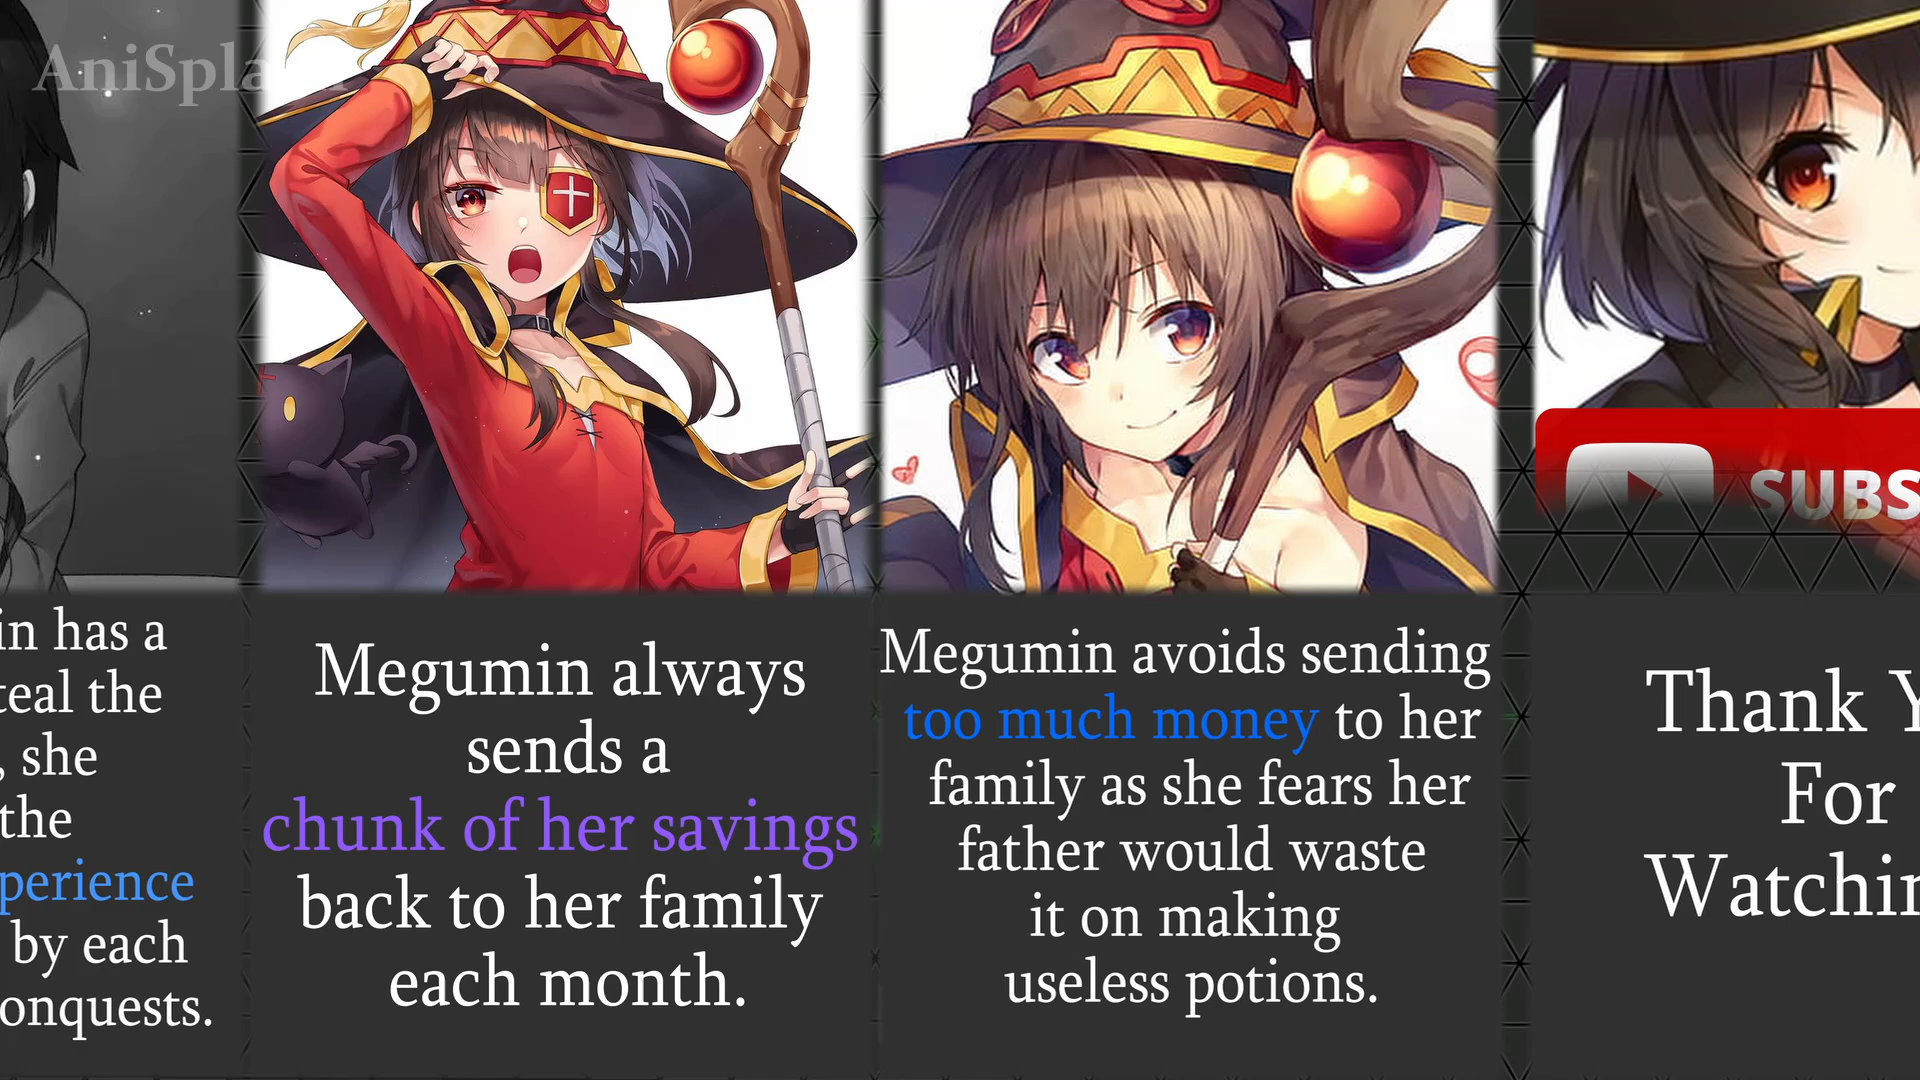 AniSpla
in has a
teal the
, she
the
perience
by each
onquests.
Megumin always
sends a
chunk of her savings
back to her family
each month.
Megumin avoids sending
too much money to her
family as she fears her
father would waste
it on making
useless potions.
SUBS
Thank Y
For
Watchin